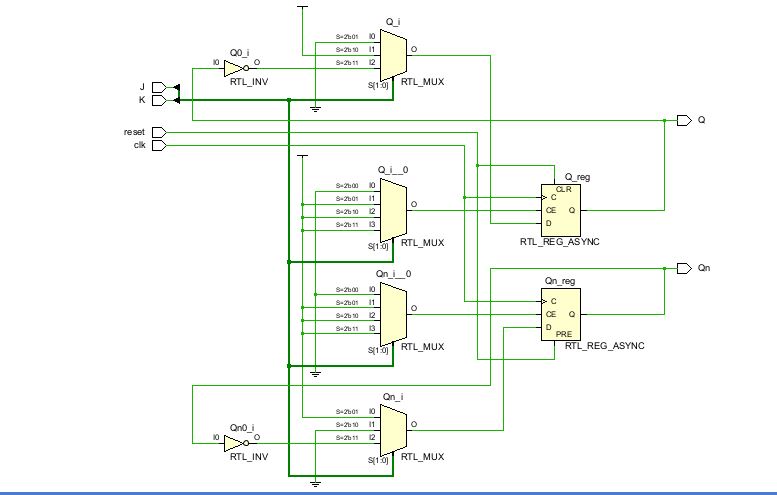 Q_i
S=2'b01 I0
S=2'b10 I1 O
S=2'b11 I2
S[1:0] RTL_MUX
Q0_i
I0 O
RTL_INV
J
K
reset
clk
Q
Q_i__0
S=2'b00 I0
S=2'b01 I1
S=2'b10 I2 O
S=2'b11 I3
S[1:0] RTL_MUX
Q_reg
CLR
C
CE Q
D
RTL_REG_ASYNC
Qn
Qn_i__0
S=2'b00 I0
S=2'b01 I1
S=2'b10 I2 O
S=2'b11 I3
S[1:0] RTL_MUX
Qn_reg
C
CE Q
D
PRE
RTL_REG_ASYNC
Qn_i
S=2'b01 I0
S=2'b10 I1 O
S=2'b11 I2
S[1:0] RTL_MUX
Qn0_i
I0 O
RTL_INV